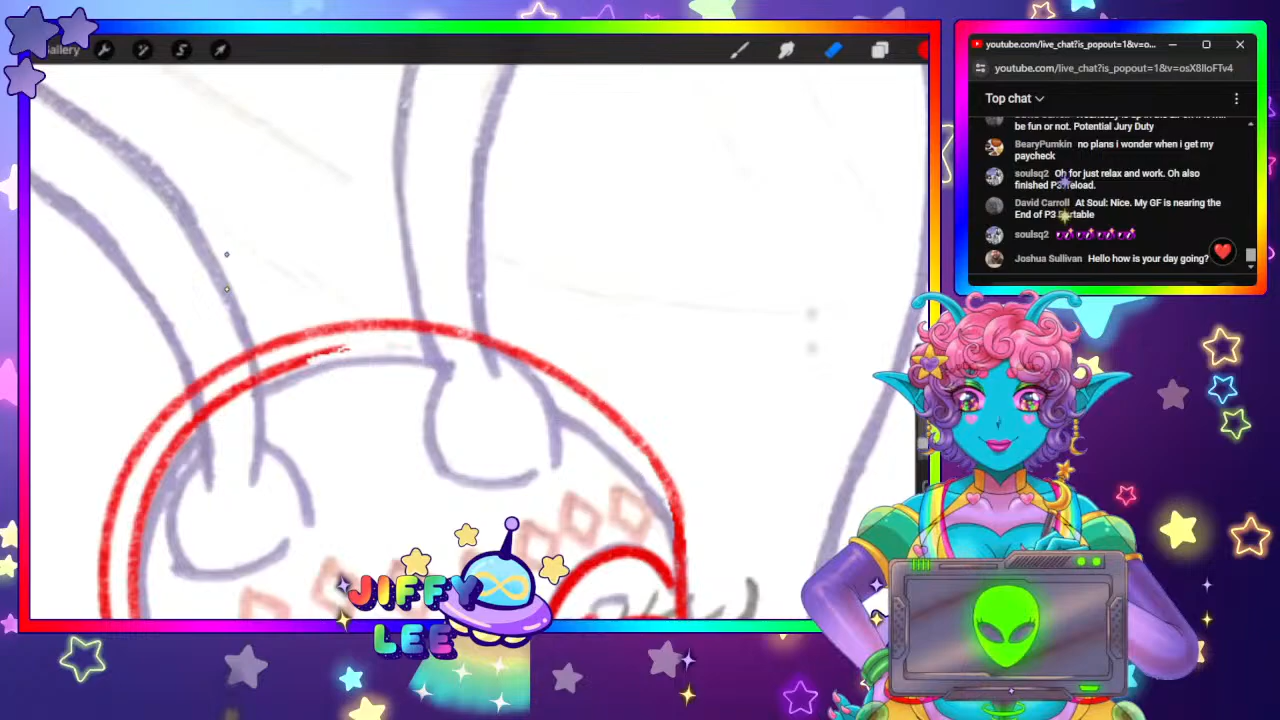 Gallery
youtube.com/live_chat?is_popout=1&v=o...
youtube.com/live_chat?is_popout=1&v=osX8IIoFTv4
Top chat
be fun or not. Potential Jury Duty
BearyPumkin no plans i wonder when i get my
paycheck
soulsq2 Oh for just relax and work. Oh also
finished P3 reload.
David Carroll At Soul: Nice. My GF is nearing the
End of P3 Portable
soulsq2
Joshua Sullivan Hello how is your day going?
JIFFY
LEE